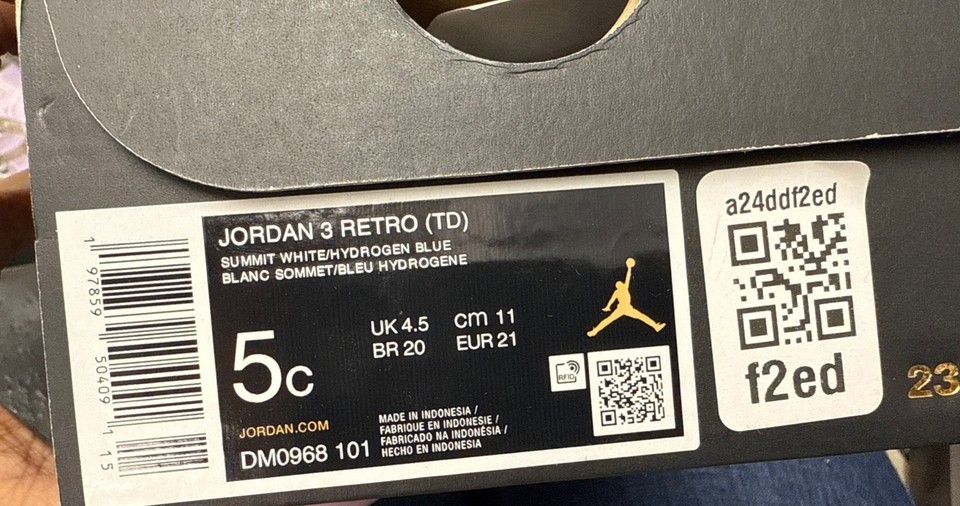 JORDAN 3 RETRO (TD)
SUMMIT WHITE/HYDROGEN BLUE
BLANC SOMMET/BLEU HYDROGENE
5c
UK 4.5 cm 11
BR 20 EUR 21
RFID
JORDAN.COM
DM0968 101
MADE IN INDONESIA /
FABRIQUE EN INDONESIE /
FABRICADO NA INDONÉSIA /
HECHO EN INDONESIA
1 97859 50409 1 15
a24ddf2ed
f2ed
23